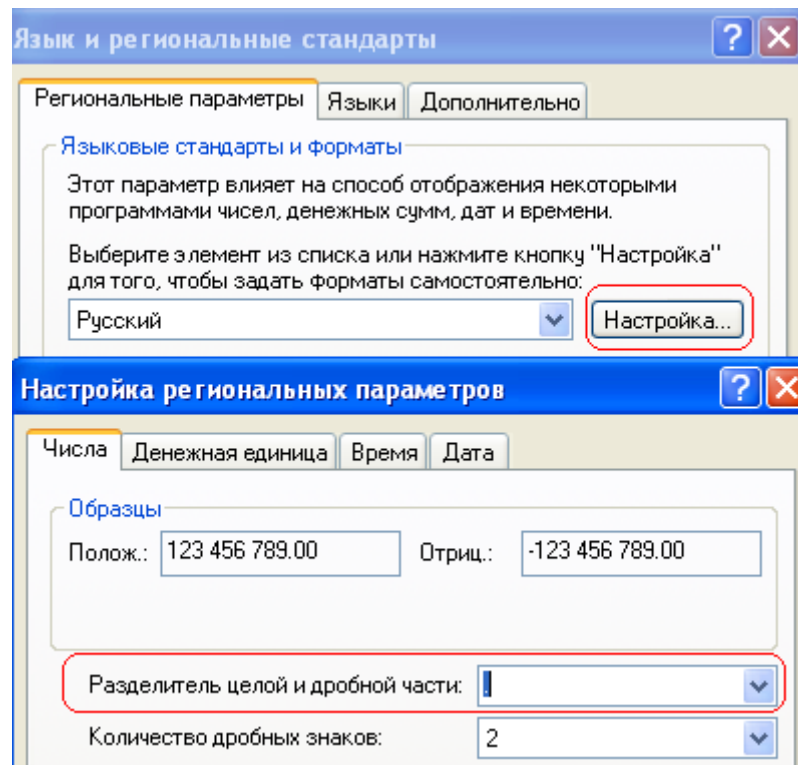 Язык и региональные стандарты
Региональные параметры Языки Дополнительно
Языковые стандарты и форматы
Этот параметр влияет на способ отображения некоторыми
программами чисел, денежных сумм, дат и времени.
Выберите элемент из списка или нажмите кнопку "Настройка"
для того, чтобы задать форматы самостоятельно:
Русский Настройка...
Настройка региональных параметров
Числа Денежная единица Время Дата
Образцы
Полож.: 123 456 789.00 Отриц.: -123 456 789.00
Разделитель целой и дробной части: .
Количество дробных знаков: 2